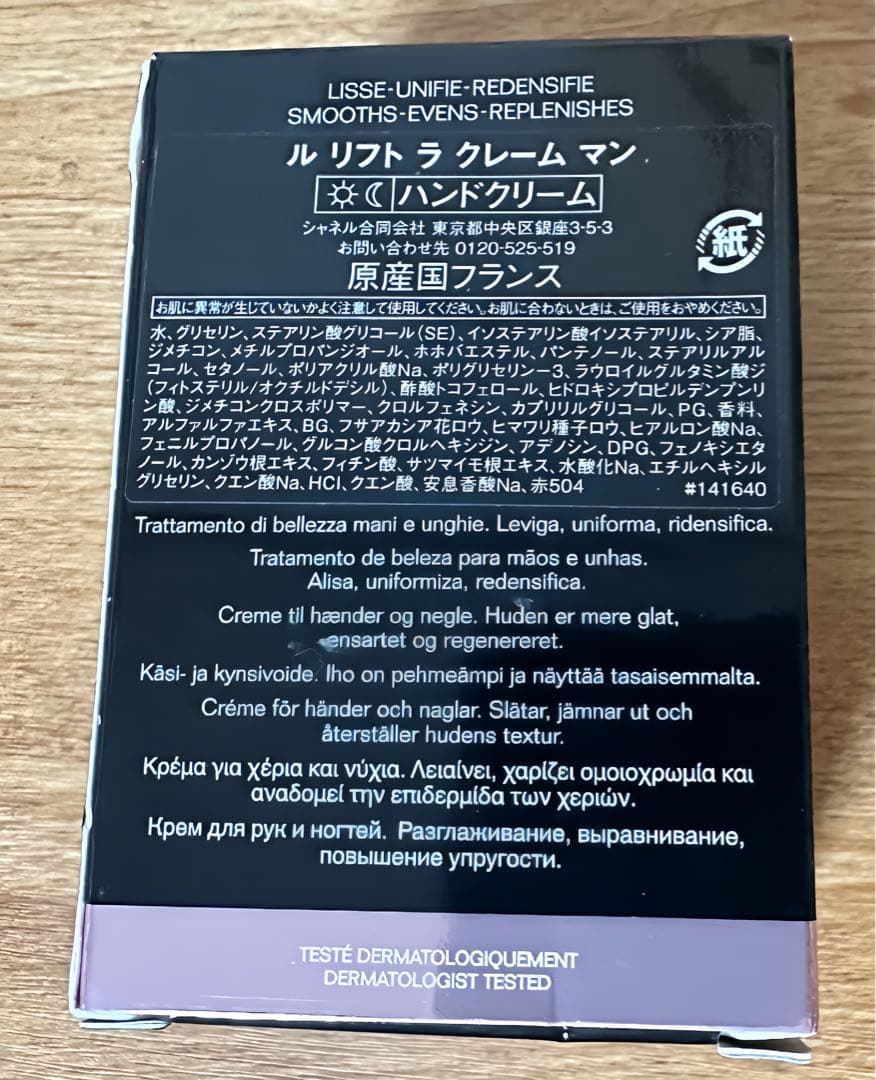 LISSE-UNIFIE-REDENSIFIE
SMOOTHS-EVENS-REPLENISHES
ル リフト ラ クレーム マン
ハンドクリーム
シャネル合同会社 東京都中央区銀座3-5-3
お問い合わせ先 0120-525-519
紙
原産国フランス
お肌に異常が生じていないかよく注意して使用してください。お肌に合わないときは、ご使用をおやめください。
水、グリセリン、ステアリン酸グリコール(SE)、イソステアリン酸イソステアリル、シア脂、
ジメチコン、メチルプロパンジオール、ホホバエステル、パンテノール、ステアリルアル
コール、セタノール、ポリアクリル酸Na、ポリグリセリン-3、ラウロイルグルタミン酸ジ
(フィトステリル/オクチルドデシル)、酢酸トコフェロール、ヒドロキシプロピルデンプンリ
ン酸、ジメチコンクロスポリマー、クロルフェネシン、カプリリルグリコール、PG、香料、
アルファルファエキス、BG、フサアカシア花ロウ、ヒマワリ種子ロウ、ヒアルロン酸Na、
フェニルプロパノール、グルコン酸クロルヘキシジン、アデノシン、DPG、フェノキシエタ
ノール、カンゾウ根エキス、フィチン酸、サツマイモ根エキス、水酸化Na、エチルヘキシル
グリセリン、クエン酸Na、HCl、クエン酸、安息香酸Na、赤504 #141640
Trattamento di bellezza mani e unghie. Leviga, uniforma, ridensifica.
Tratamento de beleza para mãos e unhas.
Alisa, uniformiza, redensifica.
Creme til hænder og negle. Huden er mere glat,
ensartet og regenereret.
Käsi- ja kynsivoide. Iho on pehmeämpi ja näyttää tasaisemmalta.
Créme för händer och naglar. Slätar, jämnar ut och
återställer hudens textur.
Κρέμα για χέρια και νύχια. Λειαίνει, χαρίζει ομοιοχρωμία και
αναδομεί την επιδερμίδα των χεριών.
Крем для рук и ногтей. Разглаживание, выравнивание,
повышение упругости.
TESTÉ DERMATOLOGIQUEMENT
DERMATOLOGIST TESTED